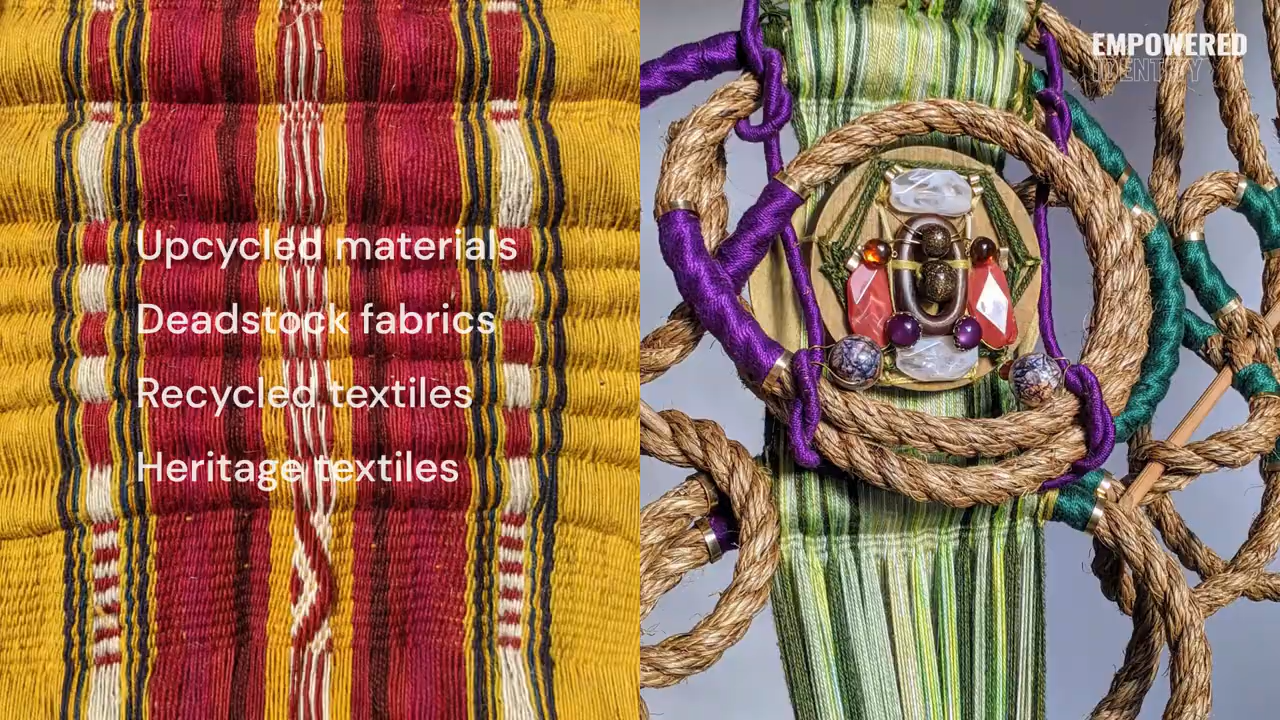 Upcycled materials
Deadstock fabrics
Recycled textiles
Heritage textiles
EMPOWERED
IDENTITY